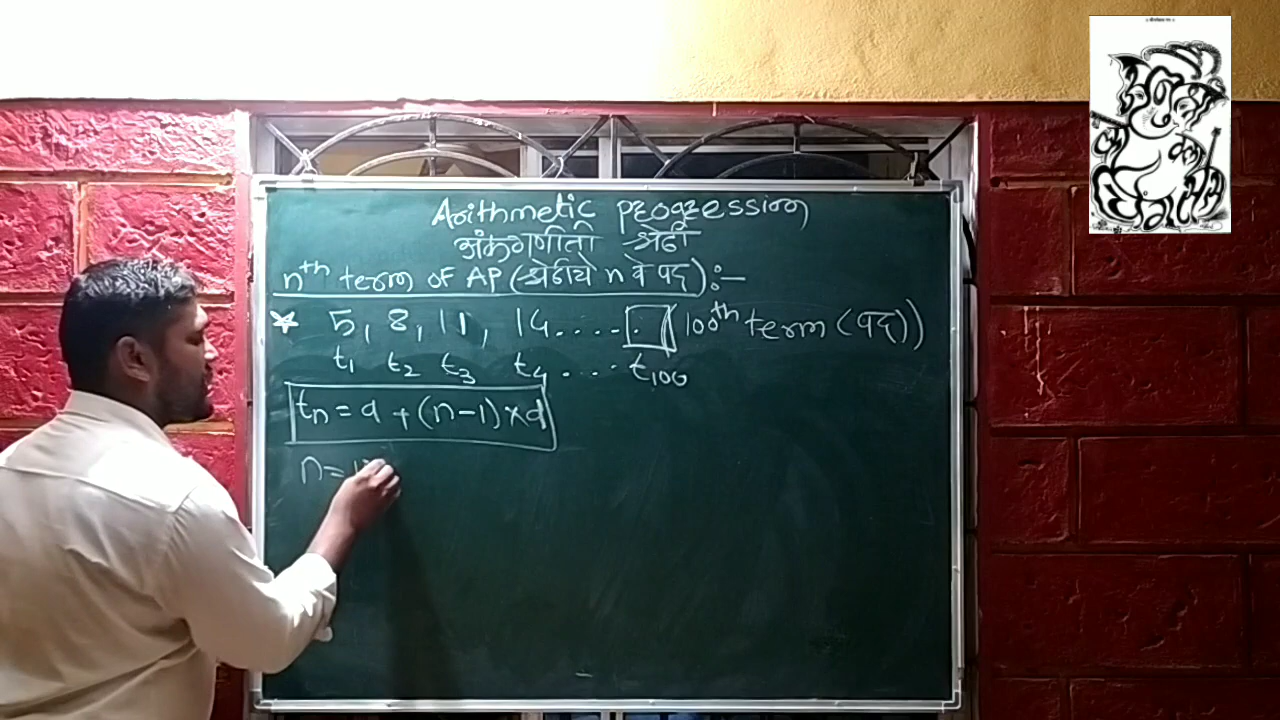 Arithmetic progression
अंकगणीती श्रेढी
nth term of AP (श्रेढीचे n वे पद) :-
5, 8, 11, 14 ..... . (100th term (पद))
t1 t2 t3 t4 .... t100
tn = a + (n-1) × d
n =